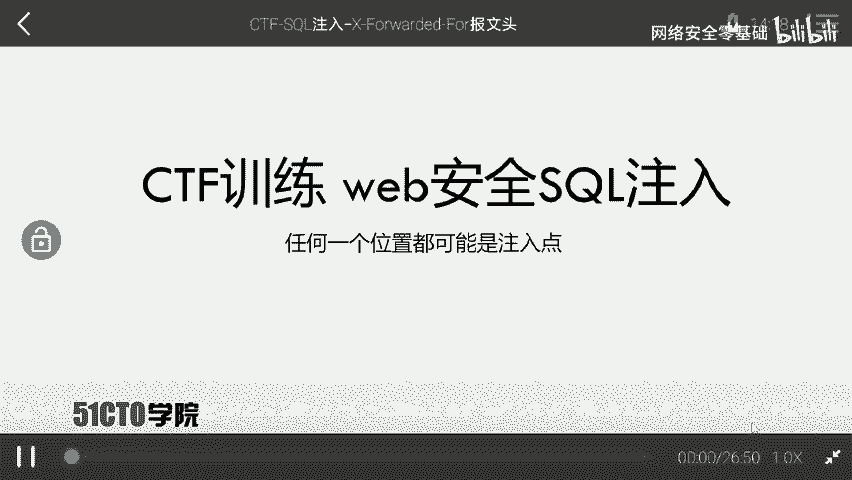 CTF-SQL注入-X-Forwarded-For报文头
网络安全零基础 bilibili
CTF训练 web安全SQL注入
任何一个位置都可能是注入点
51CTO学院
00:00/26:50 1.0X